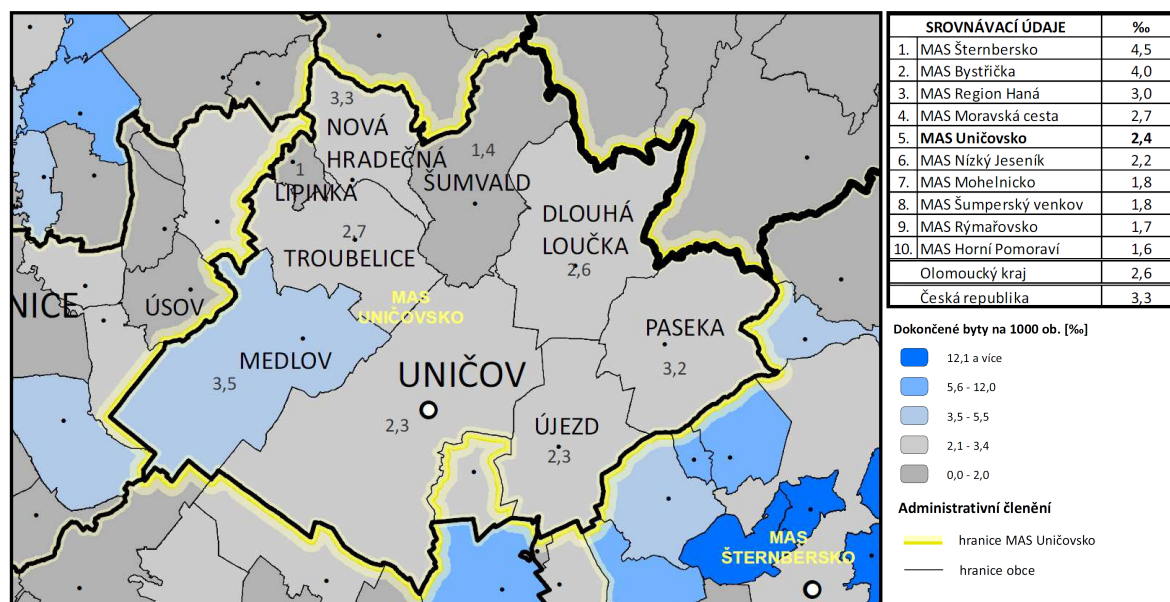 3,3
NOVÁ
HRADEČNÁ
1
LIPINKA
1,4
ŠUMVALD
DLOUHÁ
LOUČKA
2,6
2,7
TROUBELICE
MAS
UNIČOVSKO
NICE
ÚSOV
MEDLOV
3,5
UNIČOV
2,3
PASEKA
3,2
ÚJEZD
2,3
MAS
ŠTERNBERSKO
SROVNÁVACÍ ÚDAJE ‰
1. MAS Šternbersko 4,5
2. MAS Bystřička 4,0
3. MAS Region Haná 3,0
4. MAS Moravská cesta 2,7
5. MAS Uničovsko 2,4
6. MAS Nízký Jeseník 2,2
7. MAS Mohelnicko 1,8
8. MAS Šumperský venkov 1,8
9. MAS Rýmařovsko 1,7
10. MAS Horní Pomoraví 1,6
Olomoucký kraj 2,6
Česká republika 3,3
Dokončené byty na 1000 ob. [‰]
12,1 a více
5,6 - 12,0
3,5 - 5,5
2,1 - 3,4
0,0 - 2,0
Administrativní členění
hranice MAS Uničovsko
hranice obce